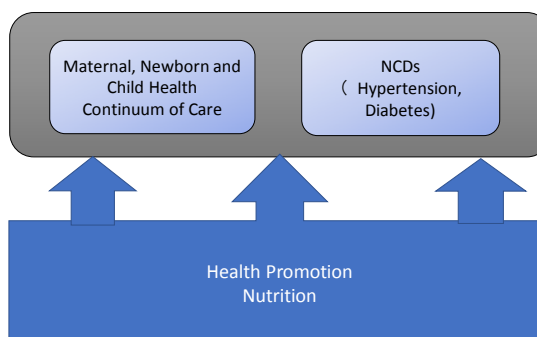 Maternal, Newborn and
Child Health
Continuum of Care
NCDs
（ Hypertension,
Diabetes)
Health Promotion
Nutrition